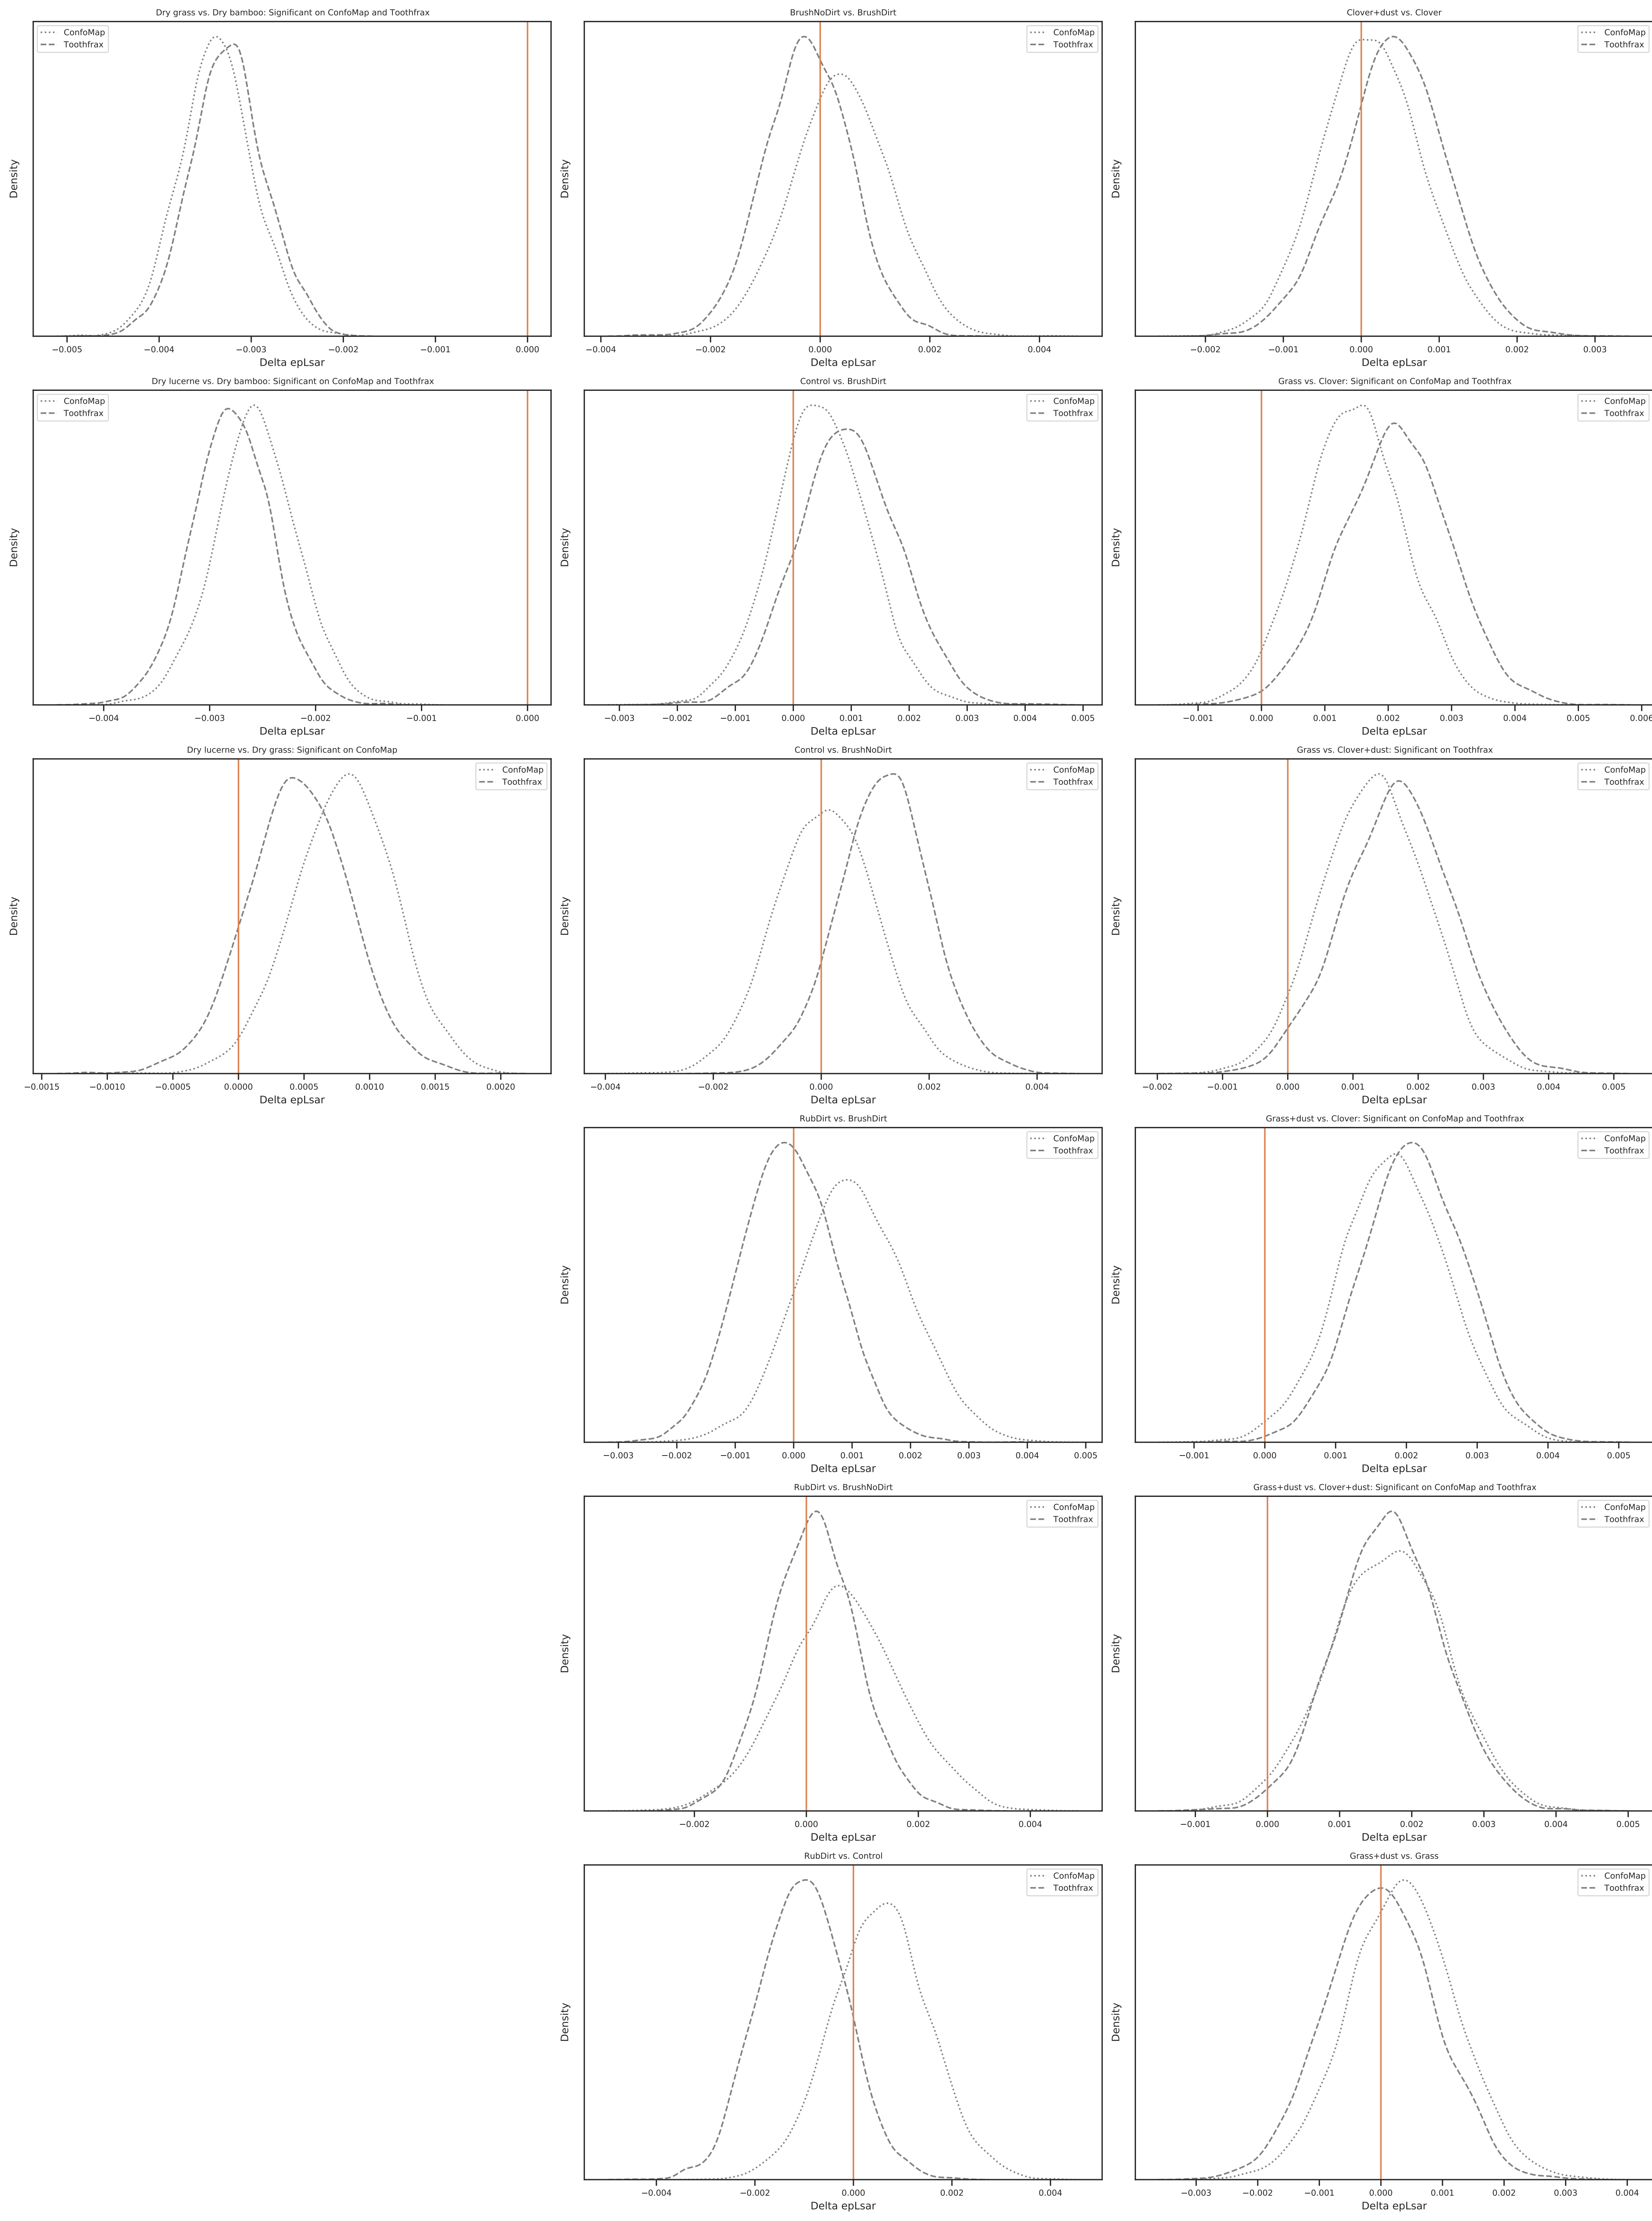 Dry grass vs. Dry bamboo: Significant on ConfoMap and Toothfrax
ConfoMap
Toothfrax
Density
−0.005 −0.004 −0.003 −0.002 −0.001 0.000
Delta epLsar
BrushNoDirt vs. BrushDirt
ConfoMap
Toothfrax
Density
−0.004 −0.002 0.000 0.002 0.004
Delta epLsar
Clover+dust vs. Clover
ConfoMap
Toothfrax
Density
−0.002 −0.001 0.000 0.001 0.002 0.003
Delta epLsar
Dry lucerne vs. Dry bamboo: Significant on ConfoMap and Toothfrax
ConfoMap
Toothfrax
Density
−0.004 −0.003 −0.002 −0.001 0.000
Delta epLsar
Control vs. BrushDirt
ConfoMap
Toothfrax
Density
−0.003 −0.002 −0.001 0.000 0.001 0.002 0.003 0.004 0.005
Delta epLsar
Grass vs. Clover: Significant on ConfoMap and Toothfrax
ConfoMap
Toothfrax
Density
−0.001 0.000 0.001 0.002 0.003 0.004 0.005 0.006
Delta epLsar
Dry lucerne vs. Dry grass: Significant on ConfoMap
ConfoMap
Toothfrax
Density
−0.0015 −0.0010 −0.0005 0.0000 0.0005 0.0010 0.0015 0.0020
Delta epLsar
Control vs. BrushNoDirt
ConfoMap
Toothfrax
Density
−0.004 −0.002 0.000 0.002 0.004
Delta epLsar
Grass vs. Clover+dust: Significant on Toothfrax
ConfoMap
Toothfrax
Density
−0.002 −0.001 0.000 0.001 0.002 0.003 0.004 0.005
Delta epLsar
RubDirt vs. BrushDirt
ConfoMap
Toothfrax
Density
−0.003 −0.002 −0.001 0.000 0.001 0.002 0.003 0.004 0.005
Delta epLsar
Grass+dust vs. Clover: Significant on ConfoMap and Toothfrax
ConfoMap
Toothfrax
Density
−0.001 0.000 0.001 0.002 0.003 0.004 0.005
Delta epLsar
RubDirt vs. BrushNoDirt
ConfoMap
Toothfrax
Density
−0.002 0.000 0.002 0.004
Delta epLsar
Grass+dust vs. Clover+dust: Significant on ConfoMap and Toothfrax
ConfoMap
Toothfrax
Density
−0.001 0.000 0.001 0.002 0.003 0.004 0.005
Delta epLsar
RubDirt vs. Control
ConfoMap
Toothfrax
Density
−0.004 −0.002 0.000 0.002 0.004
Delta epLsar
Grass+dust vs. Grass
ConfoMap
Toothfrax
Density
−0.003 −0.002 −0.001 0.000 0.001 0.002 0.003 0.004
Delta epLsar